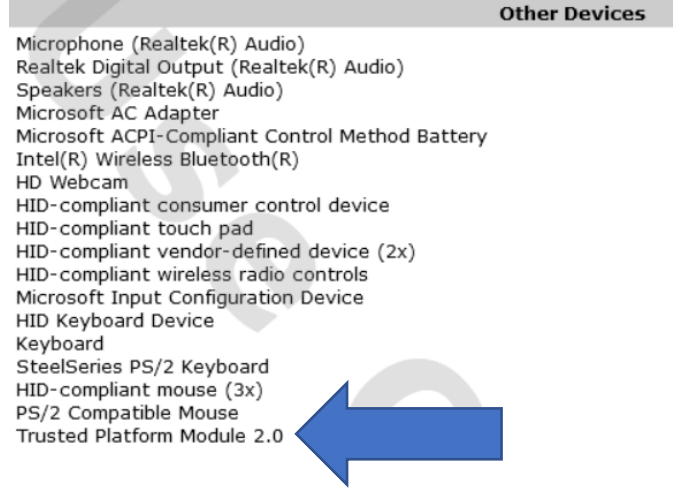 Other Devices
Microphone (Realtek(R) Audio)
Realtek Digital Output (Realtek(R) Audio)
Speakers (Realtek(R) Audio)
Microsoft AC Adapter
Microsoft ACPI-Compliant Control Method Battery
Intel(R) Wireless Bluetooth(R)
HD Webcam
HID-compliant consumer control device
HID-compliant touch pad
HID-compliant vendor-defined device (2x)
HID-compliant wireless radio controls
Microsoft Input Configuration Device
HID Keyboard Device
Keyboard
SteelSeries PS/2 Keyboard
HID-compliant mouse (3x)
PS/2 Compatible Mouse
Trusted Platform Module 2.0